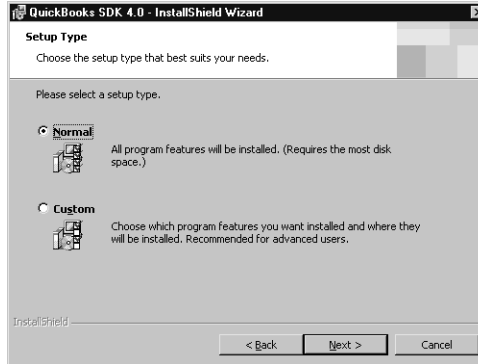 QuickBooks SDK 4.0 - InstallShield Wizard
Setup Type
Choose the setup type that best suits your needs.
Please select a setup type.
Normal
All program features will be installed. (Requires the most disk
space.)
Custom
Choose which program features you want installed and where they
will be installed. Recommended for advanced users.
InstallShield
< Back
Next >
Cancel